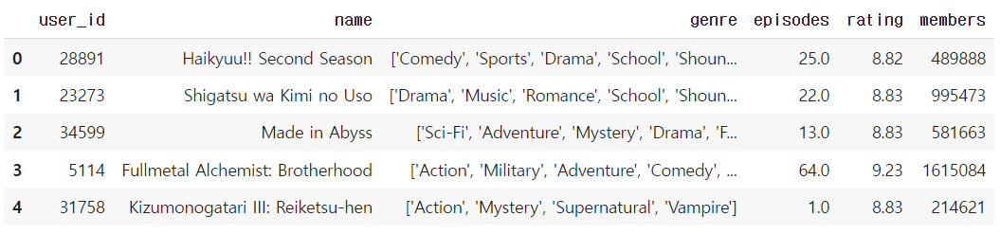 user_id name genre episodes rating members
0 28891 Haikyuu!! Second Season ['Comedy', 'Sports', 'Drama', 'School', 'Shoun... 25.0 8.82 489888
1 23273 Shigatsu wa Kimi no Uso ['Drama', 'Music', 'Romance', 'School', 'Shoun... 22.0 8.83 995473
2 34599 Made in Abyss ['Sci-Fi', 'Adventure', 'Mystery', 'Drama', 'F... 13.0 8.83 581663
3 5114 Fullmetal Alchemist: Brotherhood ['Action', 'Military', 'Adventure', 'Comedy', ... 64.0 9.23 1615084
4 31758 Kizumonogatari III: Reiketsu-hen ['Action', 'Mystery', 'Supernatural', 'Vampire'] 1.0 8.83 214621